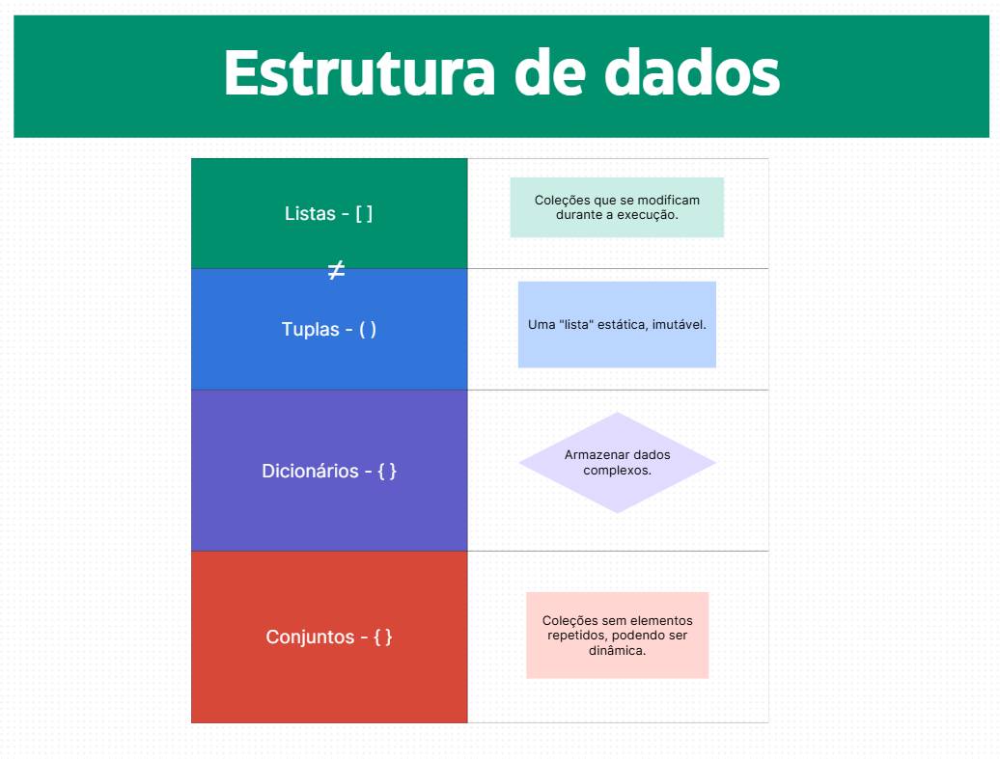 Estrutura de dados
Listas - [ ]
Coleções que se modificam
durante a execução.
≠
Tuplas - ( )
Uma "lista" estática, imutável.
Dicionários - { }
Armazenar dados
complexos.
Conjuntos - { }
Coleções sem elementos
repetidos, podendo ser
dinâmica.